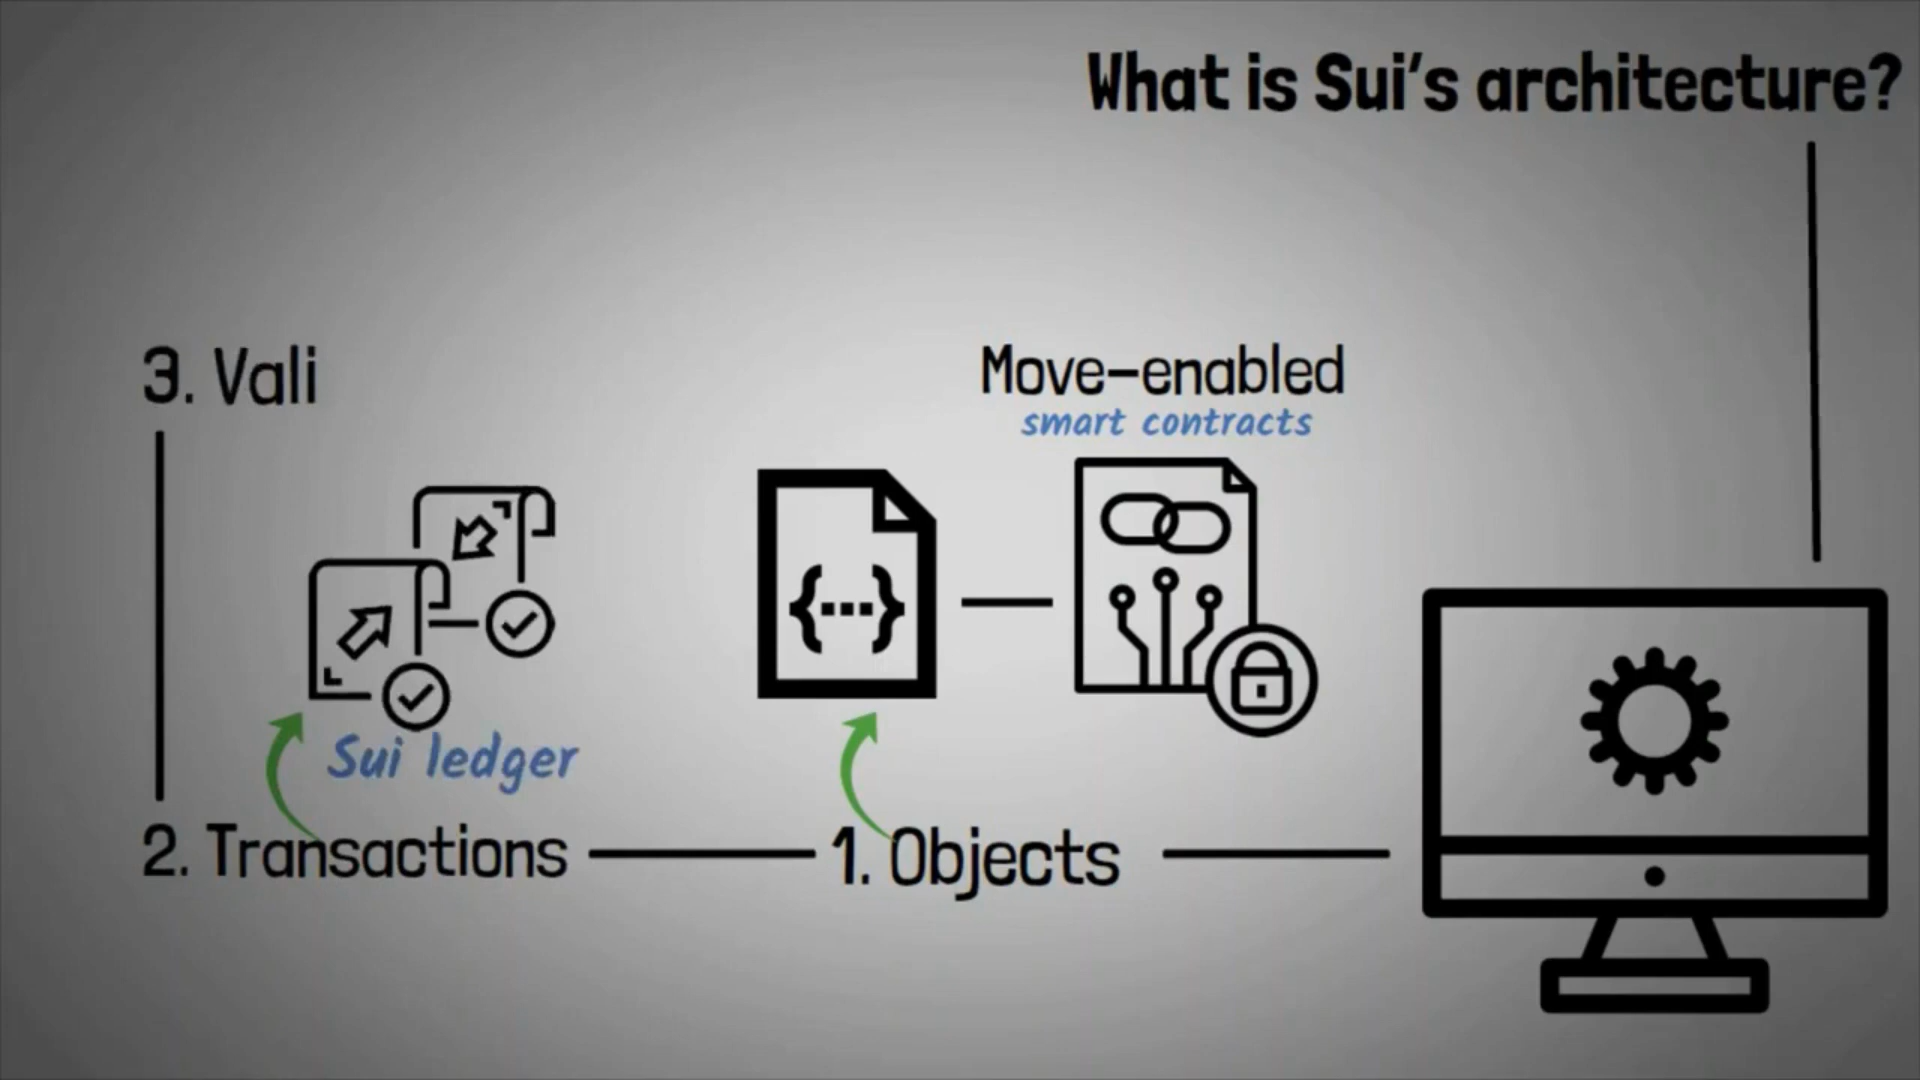 What is Sui's architecture?
3. Vali
Move-enabled
smart contracts
{...}
Sui ledger
2. Transactions
1. Objects